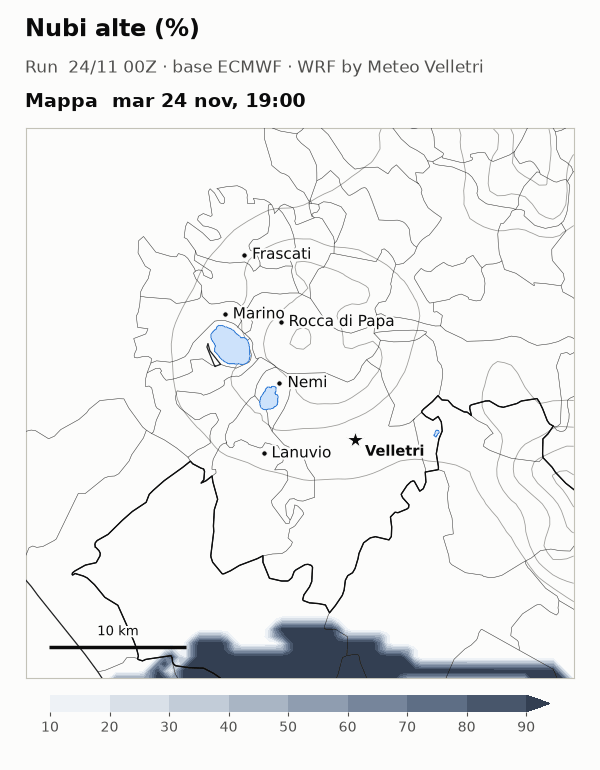 Nubi alte (%)
Run  24/11 00Z · base ECMWF · WRF by Meteo Velletri
Mappa  mar 24 nov, 19:00
Frascati
Marino
Rocca di Papa
Nemi
Velletri
Lanuvio
10 km
10 20 30 40 50 60 70 80 90